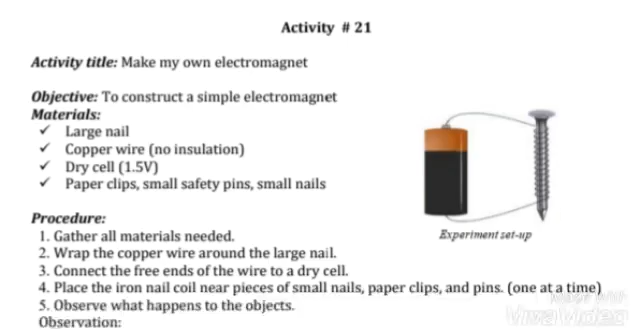 Activity # 21
Activity title: Make my own electromagnet
Objective: To construct a simple electromagnet
Materials:
✓ Large nail
✓ Copper wire (no insulation)
✓ Dry cell (1.5V)
✓ Paper clips, small safety pins, small nails
Experiment set-up
Procedure:
1. Gather all materials needed.
2. Wrap the copper wire around the large nail.
3. Connect the free ends of the wire to a dry cell.
4. Place the iron nail coil near pieces of small nails, paper clips, and pins. (one at a time)
5. Observe what happens to the objects.
Observation:
VivaVideo